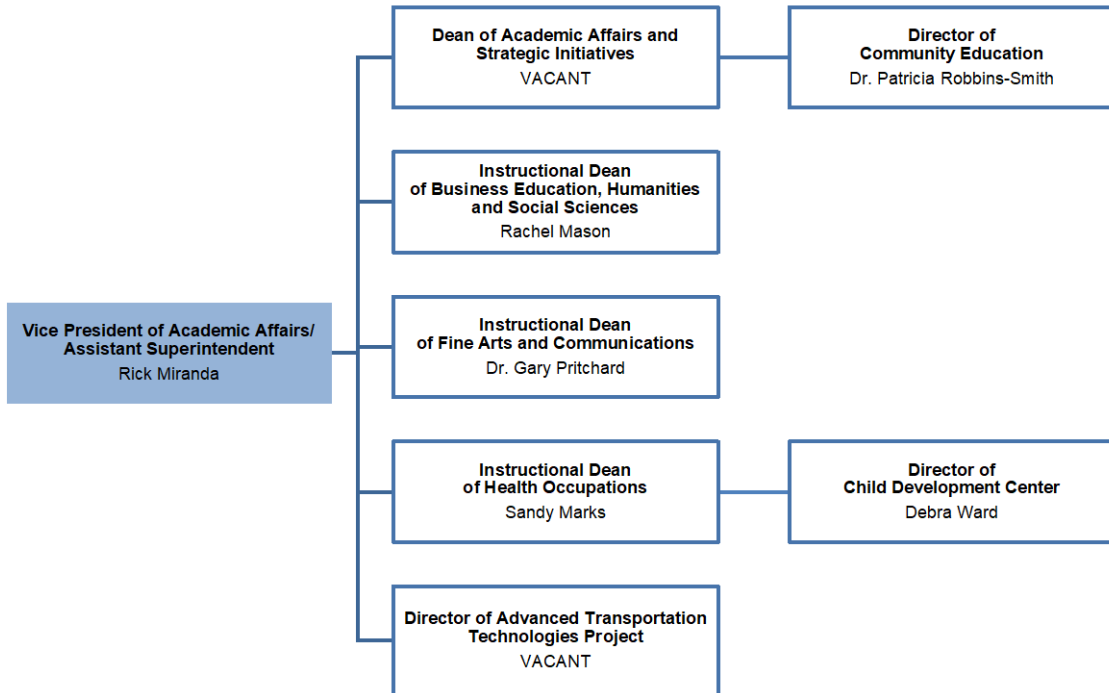 Dean of Academic Affairs and
Strategic Initiatives
VACANT
Director of
Community Education
Dr. Patricia Robbins-Smith
Instructional Dean
of Business Education, Humanities
and Social Sciences
Rachel Mason
Vice President of Academic Affairs/
Assistant Superintendent
Rick Miranda
Instructional Dean
of Fine Arts and Communications
Dr. Gary Pritchard
Instructional Dean
of Health Occupations
Sandy Marks
Director of
Child Development Center
Debra Ward
Director of Advanced Transportation
Technologies Project
VACANT